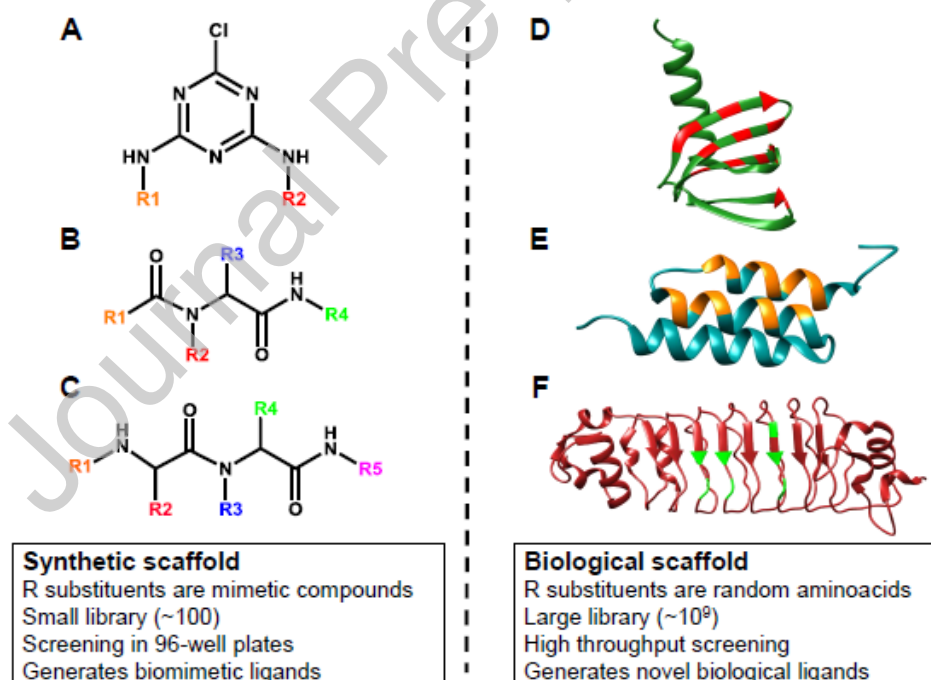 A
Cl
N
N
N
HN
NH
R1
R2
B
O
R3
R1
N
R2
O
H
N
R4
C
R4
O
H
N
R1
N
R2
R3
O
H
N
R5
D
E
F
Journal Pre
Synthetic scaffold
R substituents are mimetic compounds
Small library (~100)
Screening in 96-well plates
Generates biomimetic ligands
Biological scaffold
R substituents are random aminoacids
Large library (~10⁹)
High throughput screening
Generates novel biological ligands